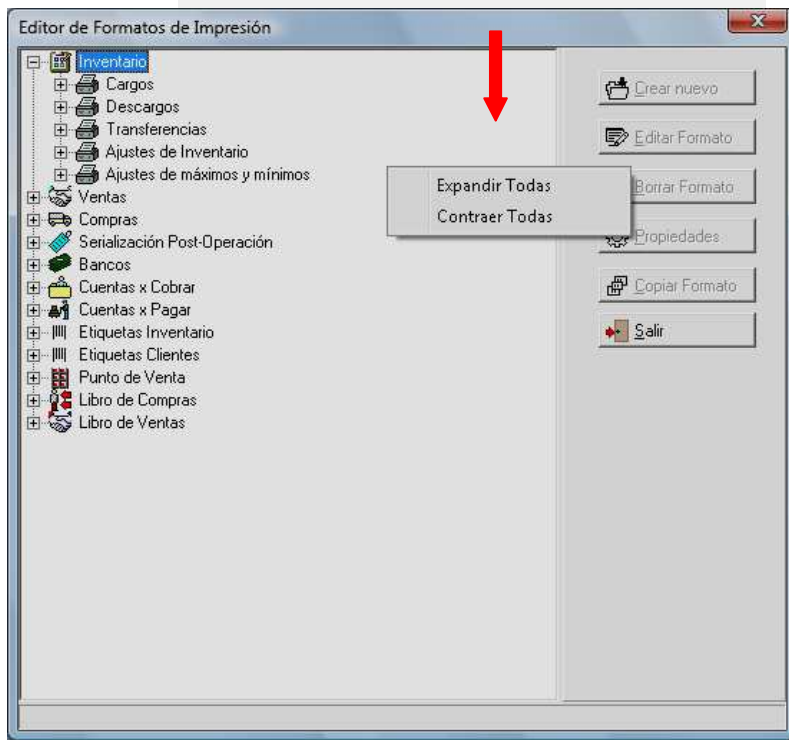 Editor de Formatos de Impresión
Inventario
Cargos
Descargos
Transferencias
Ajustes de Inventario
Ajustes de máximos y mínimos
Ventas
Compras
Serialización Post-Operación
Bancos
Cuentas x Cobrar
Cuentas x Pagar
Etiquetas Inventario
Etiquetas Clientes
Punto de Venta
Libro de Compras
Libro de Ventas
Expandir Todas
Contraer Todas
Crear nuevo
Editar Formato
Borrar Formato
Propiedades
Copiar Formato
Salir